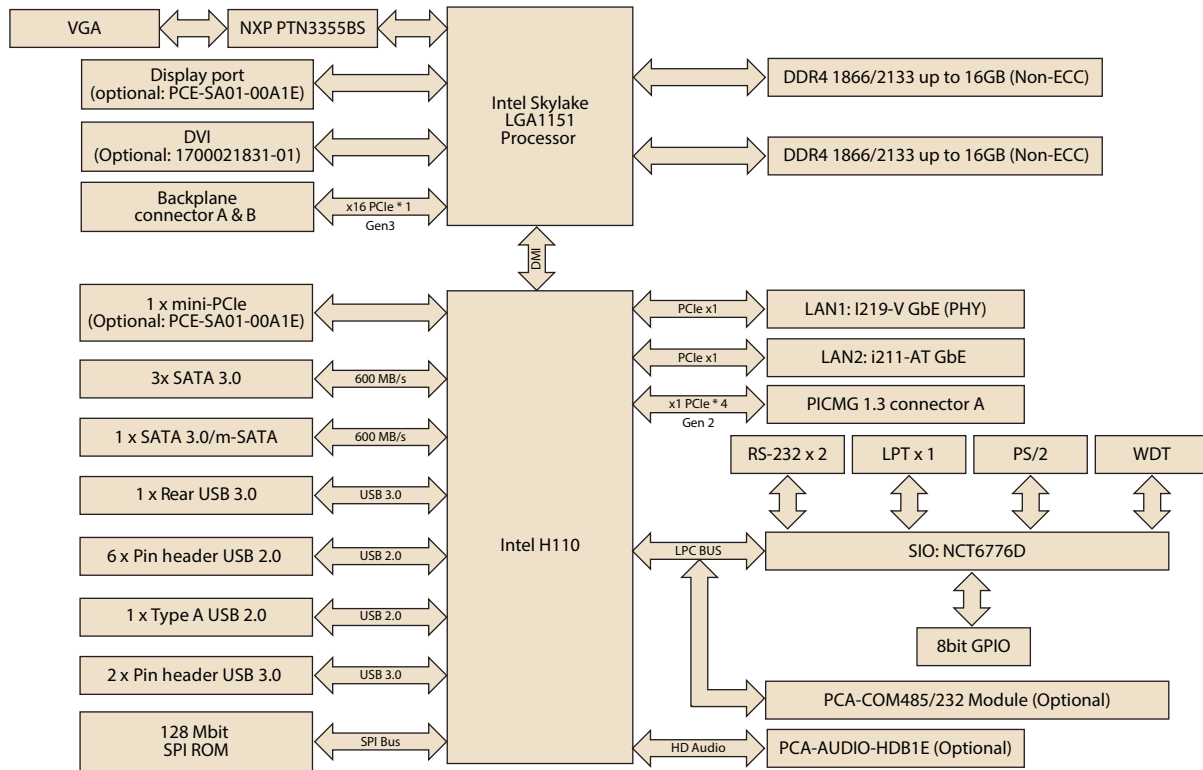 VGA
NXP PTN3355BS
Display port
(optional: PCE-SA01-00A1E)
DVI
(Optional: 1700021831-01)
Backplane
connector A & B
x16 PCIe * 1
Gen3
Intel Skylake
LGA1151
Processor
DDR4 1866/2133 up to 16GB (Non-ECC)
DDR4 1866/2133 up to 16GB (Non-ECC)
DMI
1 x mini-PCIe
(Optional: PCE-SA01-00A1E)
3x SATA 3.0
600 MB/s
1 x SATA 3.0/m-SATA
600 MB/s
1 x Rear USB 3.0
USB 3.0
6 x Pin header USB 2.0
USB 2.0
1 x Type A USB 2.0
USB 2.0
2 x Pin header USB 3.0
USB 3.0
128 Mbit
SPI ROM
SPI Bus
Intel H110
PCIe x1
LAN1: I219-V GbE (PHY)
PCIe x1
LAN2: i211-AT GbE
x1 PCIe * 4
Gen 2
PICMG 1.3 connector A
RS-232 x 2
LPT x 1
PS/2
WDT
LPC BUS
SIO: NCT6776D
8bit GPIO
PCA-COM485/232 Module (Optional)
HD Audio
PCA-AUDIO-HDB1E (Optional)